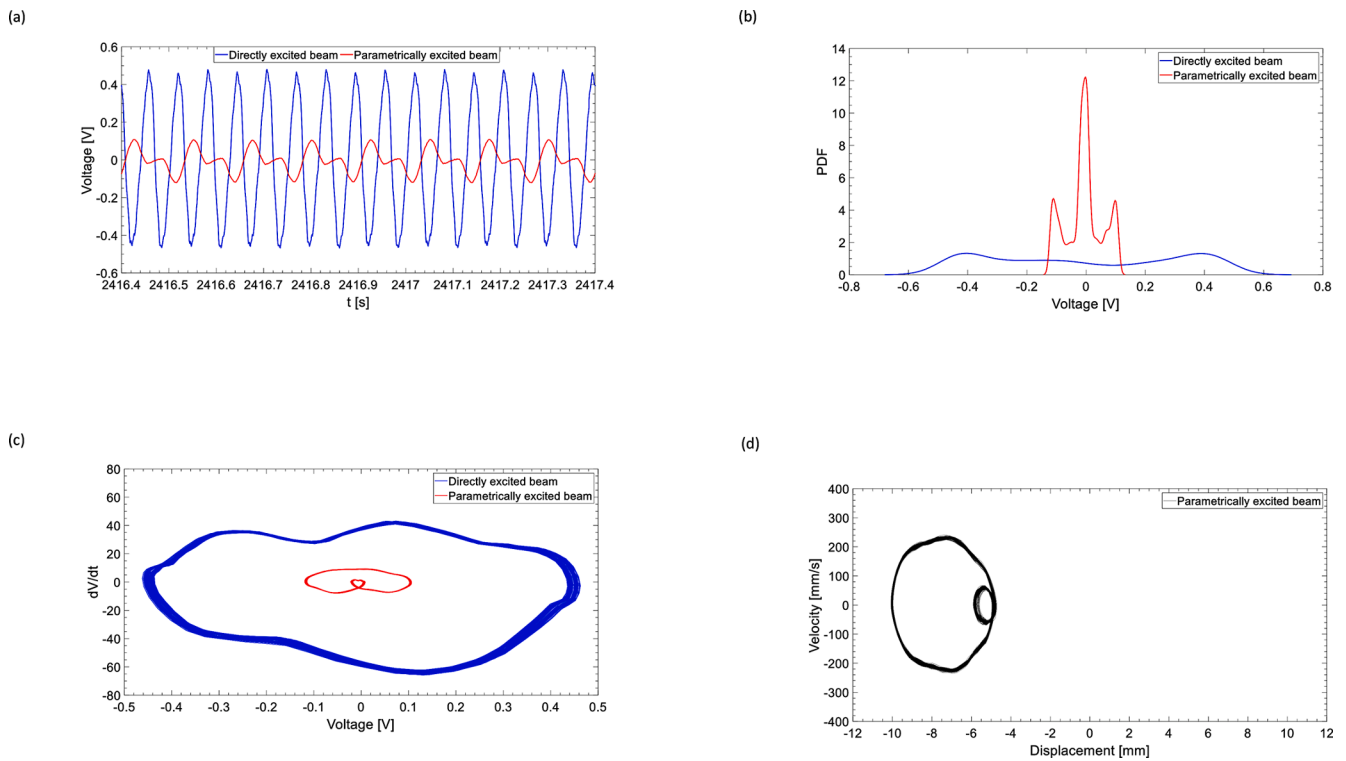 (a)
Directly excited beam Parametrically excited beam
0.6
0.4
0.2
0
-0.2
-0.4
-0.6
Voltage [V]
2416.4 2416.5 2416.6 2416.7 2416.8 2416.9 2417 2417.1 2417.2 2417.3 2417.4
t [s]
(b)
Directly excited beam
Parametrically excited beam
14
12
10
8
6
4
2
0
PDF
-0.8 -0.6 -0.4 -0.2 0 0.2 0.4 0.6 0.8
Voltage [V]
(c)
Directly excited beam
Parametrically excited beam
80
60
40
20
0
-20
-40
-60
-80
dV/dt
-0.5 -0.4 -0.3 -0.2 -0.1 0 0.1 0.2 0.3 0.4 0.5
Voltage [V]
(d)
Parametrically excited beam
400
300
200
100
0
-100
-200
-300
-400
Velocity [mm/s]
-12 -10 -8 -6 -4 -2 0 2 4 6 8 10 12
Displacement [mm]